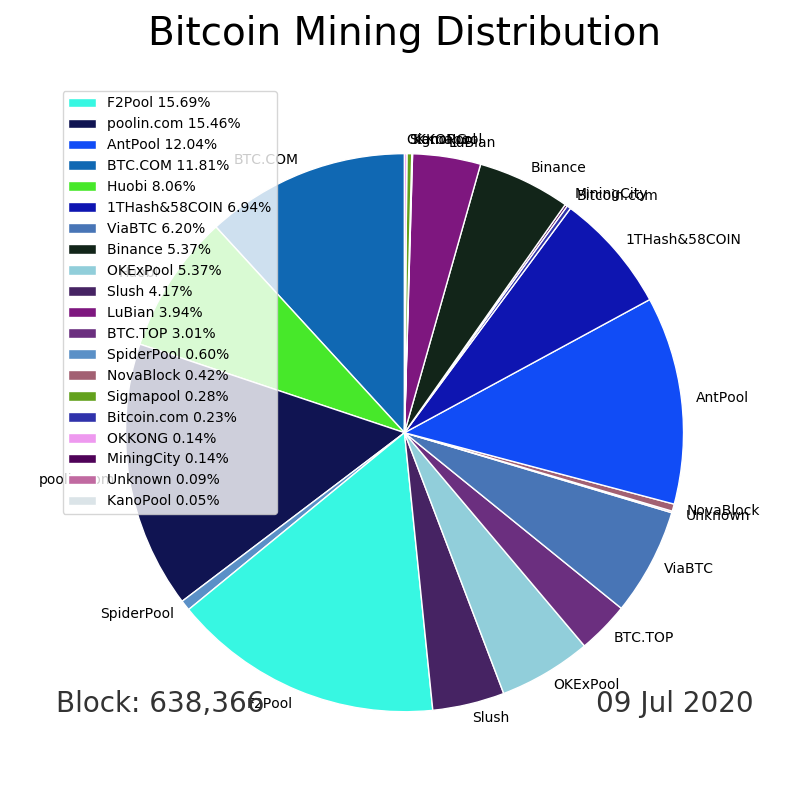 Bitcoin Mining Distribution
F2Pool 15.69%
poolin.com 15.46%
AntPool 12.04%
BTC.COM 11.81%
Huobi 8.06%
1THash&58COIN 6.94%
ViaBTC 6.20%
Binance 5.37%
OKExPool 5.37%
Slush 4.17%
LuBian 3.94%
BTC.TOP 3.01%
SpiderPool 0.60%
NovaBlock 0.42%
Sigmapool 0.28%
Bitcoin.com 0.23%
OKKONG 0.14%
MiningCity 0.14%
Unknown 0.09%
KanoPool 0.05%
BTC.COM
LuBian
Binance
MiningCity
Bitcoin.com
1THash&58COIN
AntPool
NovaBlock
Unknown
ViaBTC
BTC.TOP
OKExPool
Slush
F2Pool
SpiderPool
Block: 638,366
09 Jul 2020